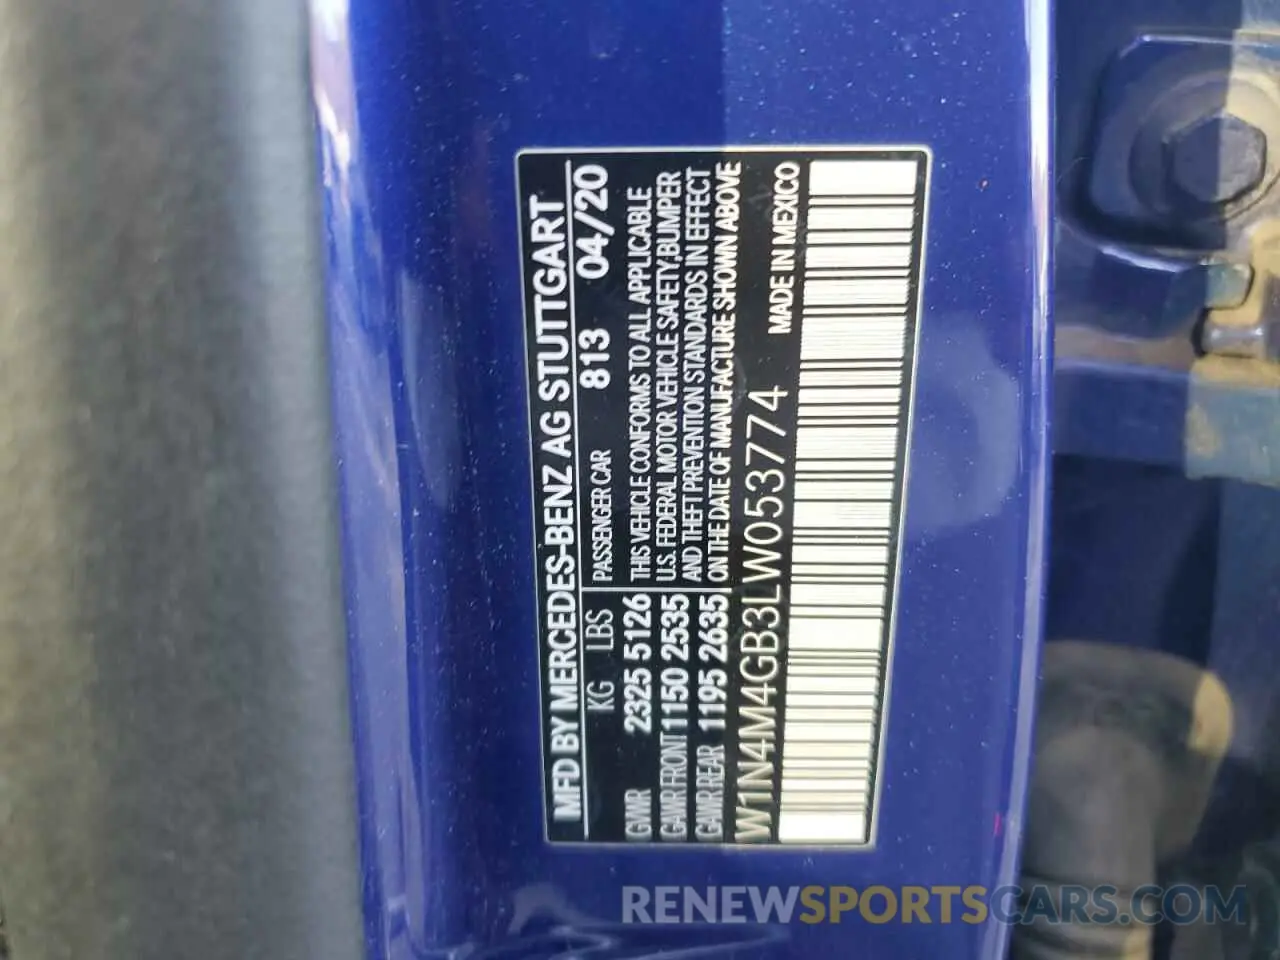 MFD BY MERCEDES-BENZ AG STUTTGART
KG LBS PASSENGER CAR 813 04/20
GVWR 2325 5126 THIS VEHICLE CONFORMS TO ALL APPLICABLE
GAWR FRONT 1150 2535 U.S. FEDERAL MOTOR VEHICLE SAFETY,BUMPER
GAWR REAR 1195 2635 AND THEFT PREVENTION STANDARDS IN EFFECT
ON THE DATE OF MANUFACTURE SHOWN ABOVE
W1N4M4GB3LW053774 MADE IN MEXICO
RENEWSPORTSCARS.COM